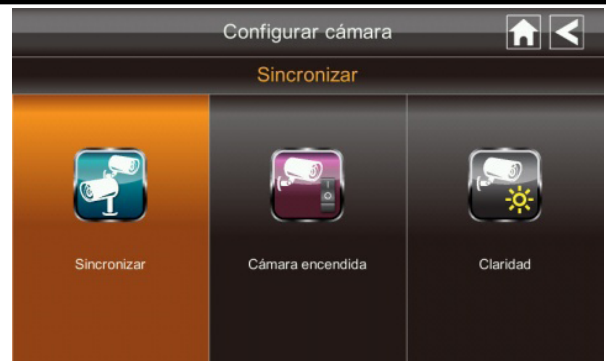 Configurar cámara
Sincronizar
Sincronizar
Cámara encendida
Claridad